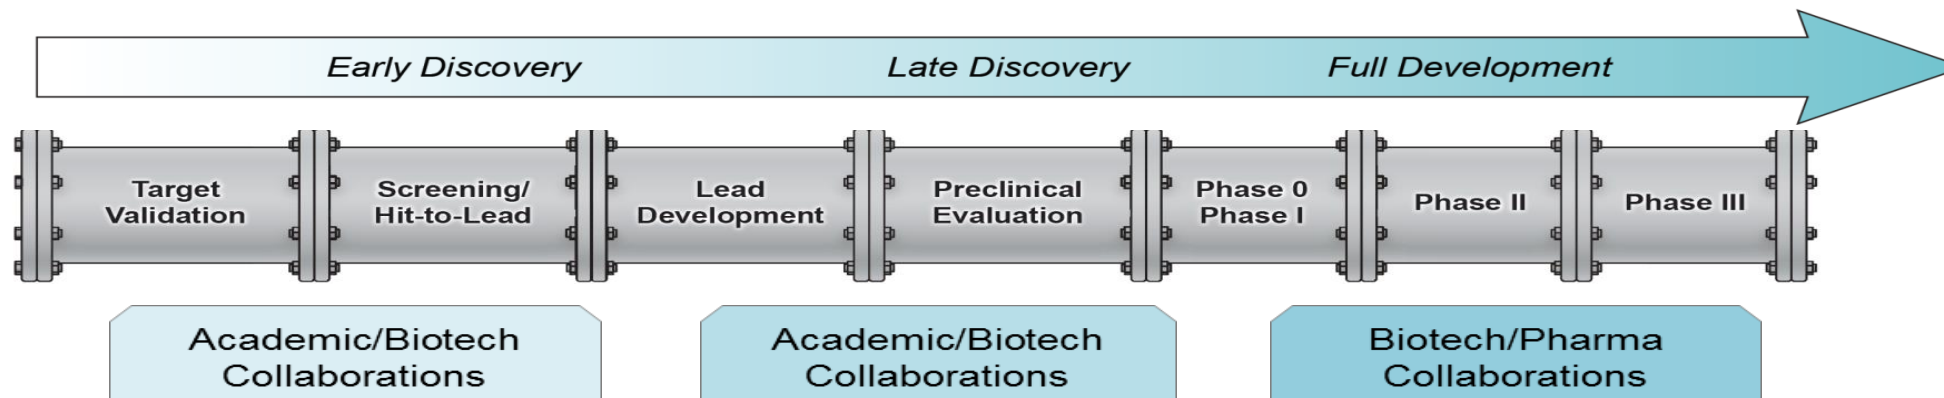 Early Discovery
Late Discovery
Full Development
Target
Validation
Screening/
Hit-to-Lead
Lead
Development
Preclinical
Evaluation
Phase 0
Phase I
Phase II
Phase III
Academic/Biotech
Collaborations
Academic/Biotech
Collaborations
Biotech/Pharma
Collaborations